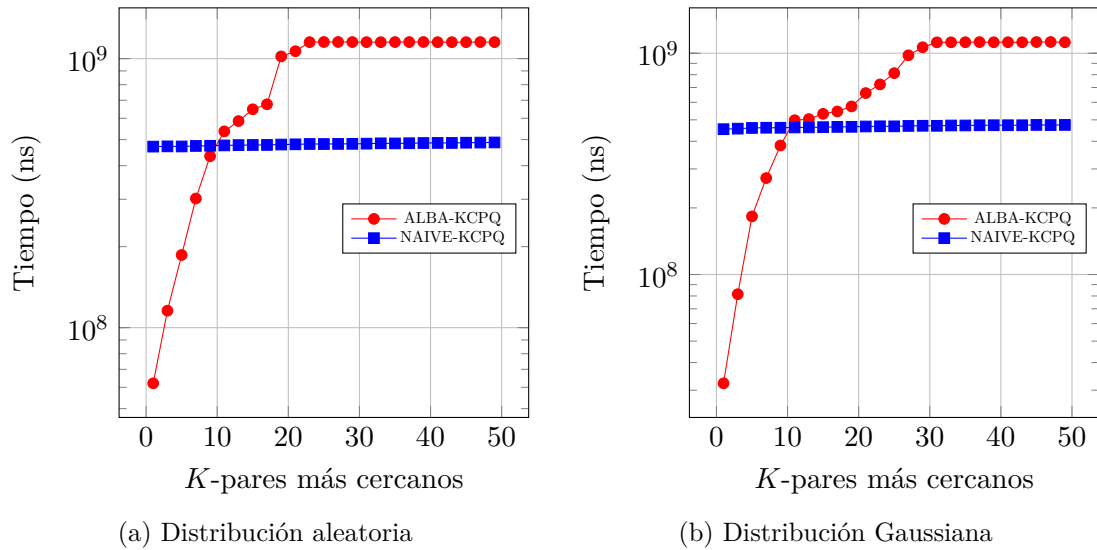 10^9
10^8
Tiempo (ns)
ALBA-KCPQ
NAIVE-KCPQ
0 10 20 30 40 50
K-pares más cercanos
(a) Distribución aleatoria
10^9
10^8
Tiempo (ns)
ALBA-KCPQ
NAIVE-KCPQ
0 10 20 30 40 50
K-pares más cercanos
(b) Distribución Gaussiana